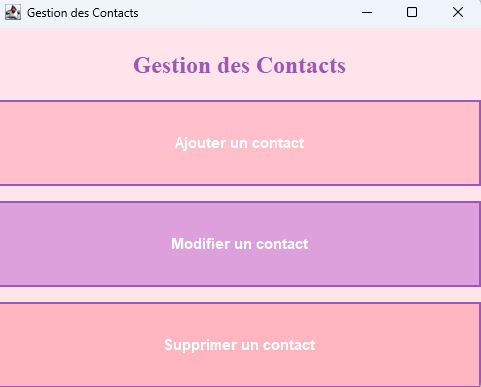 Gestion des Contacts
Gestion des Contacts
Ajouter un contact
Modifier un contact
Supprimer un contact